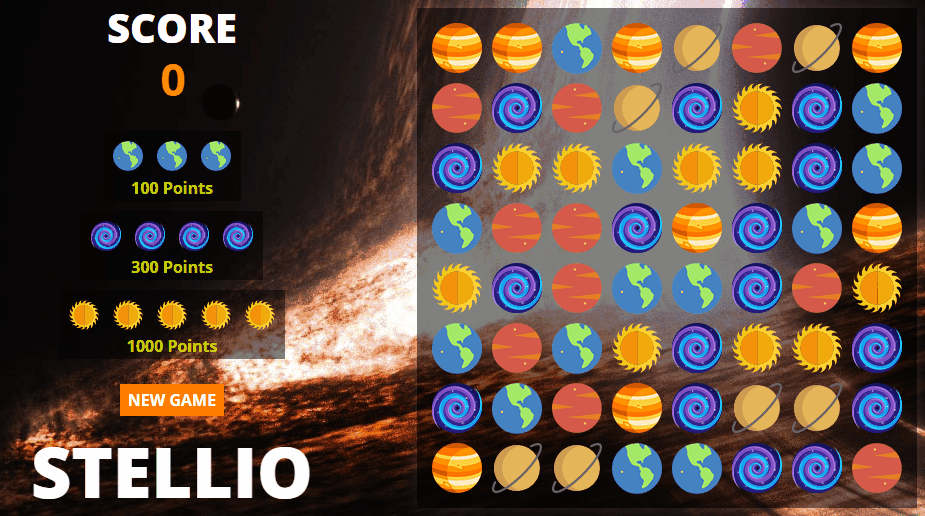 SCORE
0
100 Points
300 Points
1000 Points
NEW GAME
STELLIO